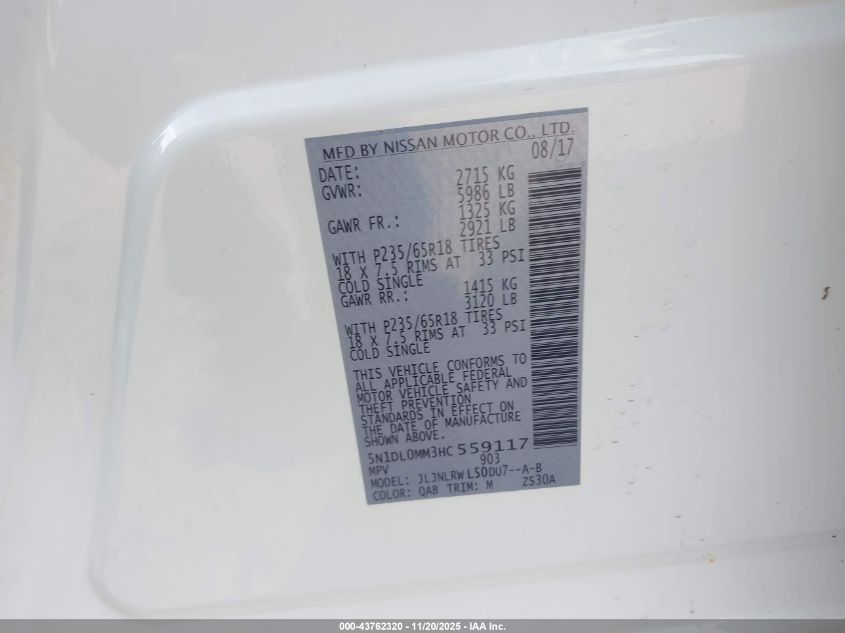 MFD BY NISSAN MOTOR CO., LTD.
DATE: 08/17
GVWR: 2715 KG
5986 LB
GAWR FR.: 1325 KG
2921 LB
WITH P235/65R18 TIRES
18 X 7.5 RIMS AT 33 PSI
COLD SINGLE
GAWR RR.: 1415 KG
3120 LB
WITH P235/65R18 TIRES
18 X 7.5 RIMS AT 33 PSI
COLD SINGLE
THIS VEHICLE CONFORMS TO
ALL APPLICABLE FEDERAL
MOTOR VEHICLE SAFETY AND
THEFT PREVENTION
STANDARDS IN EFFECT ON
THE DATE OF MANUFACTURE
SHOWN ABOVE.
5N1DL0MM3HC 559117
MPV 903
MODEL: JLJNLRW L50DU7--A-B
COLOR: QAB TRIM: M ZS30A
000-43762320 - 11/20/2025 - IAA Inc.